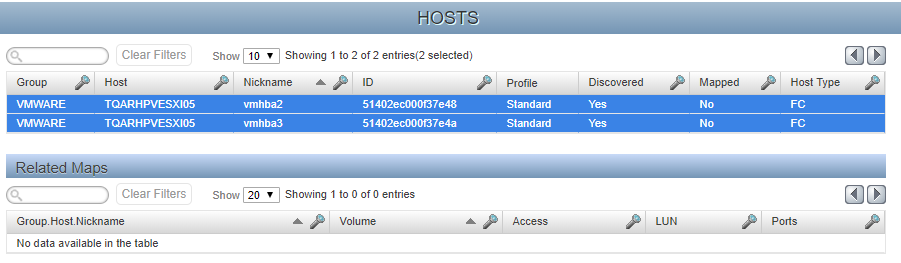 HOSTS
Clear Filters Show 10 Showing 1 to 2 of 2 entries(2 selected)
Group Host Nickname ID Profile Discovered Mapped Host Type
VMWARE TQARHPVESXI05 vmhba2 51402ec000f37e48 Standard Yes No FC
VMWARE TQARHPVESXI05 vmhba3 51402ec000f37e4a Standard Yes No FC
Related Maps
Clear Filters Show 20 Showing 1 to 0 of 0 entries
Group.Host.Nickname Volume Access LUN Ports
No data available in the table